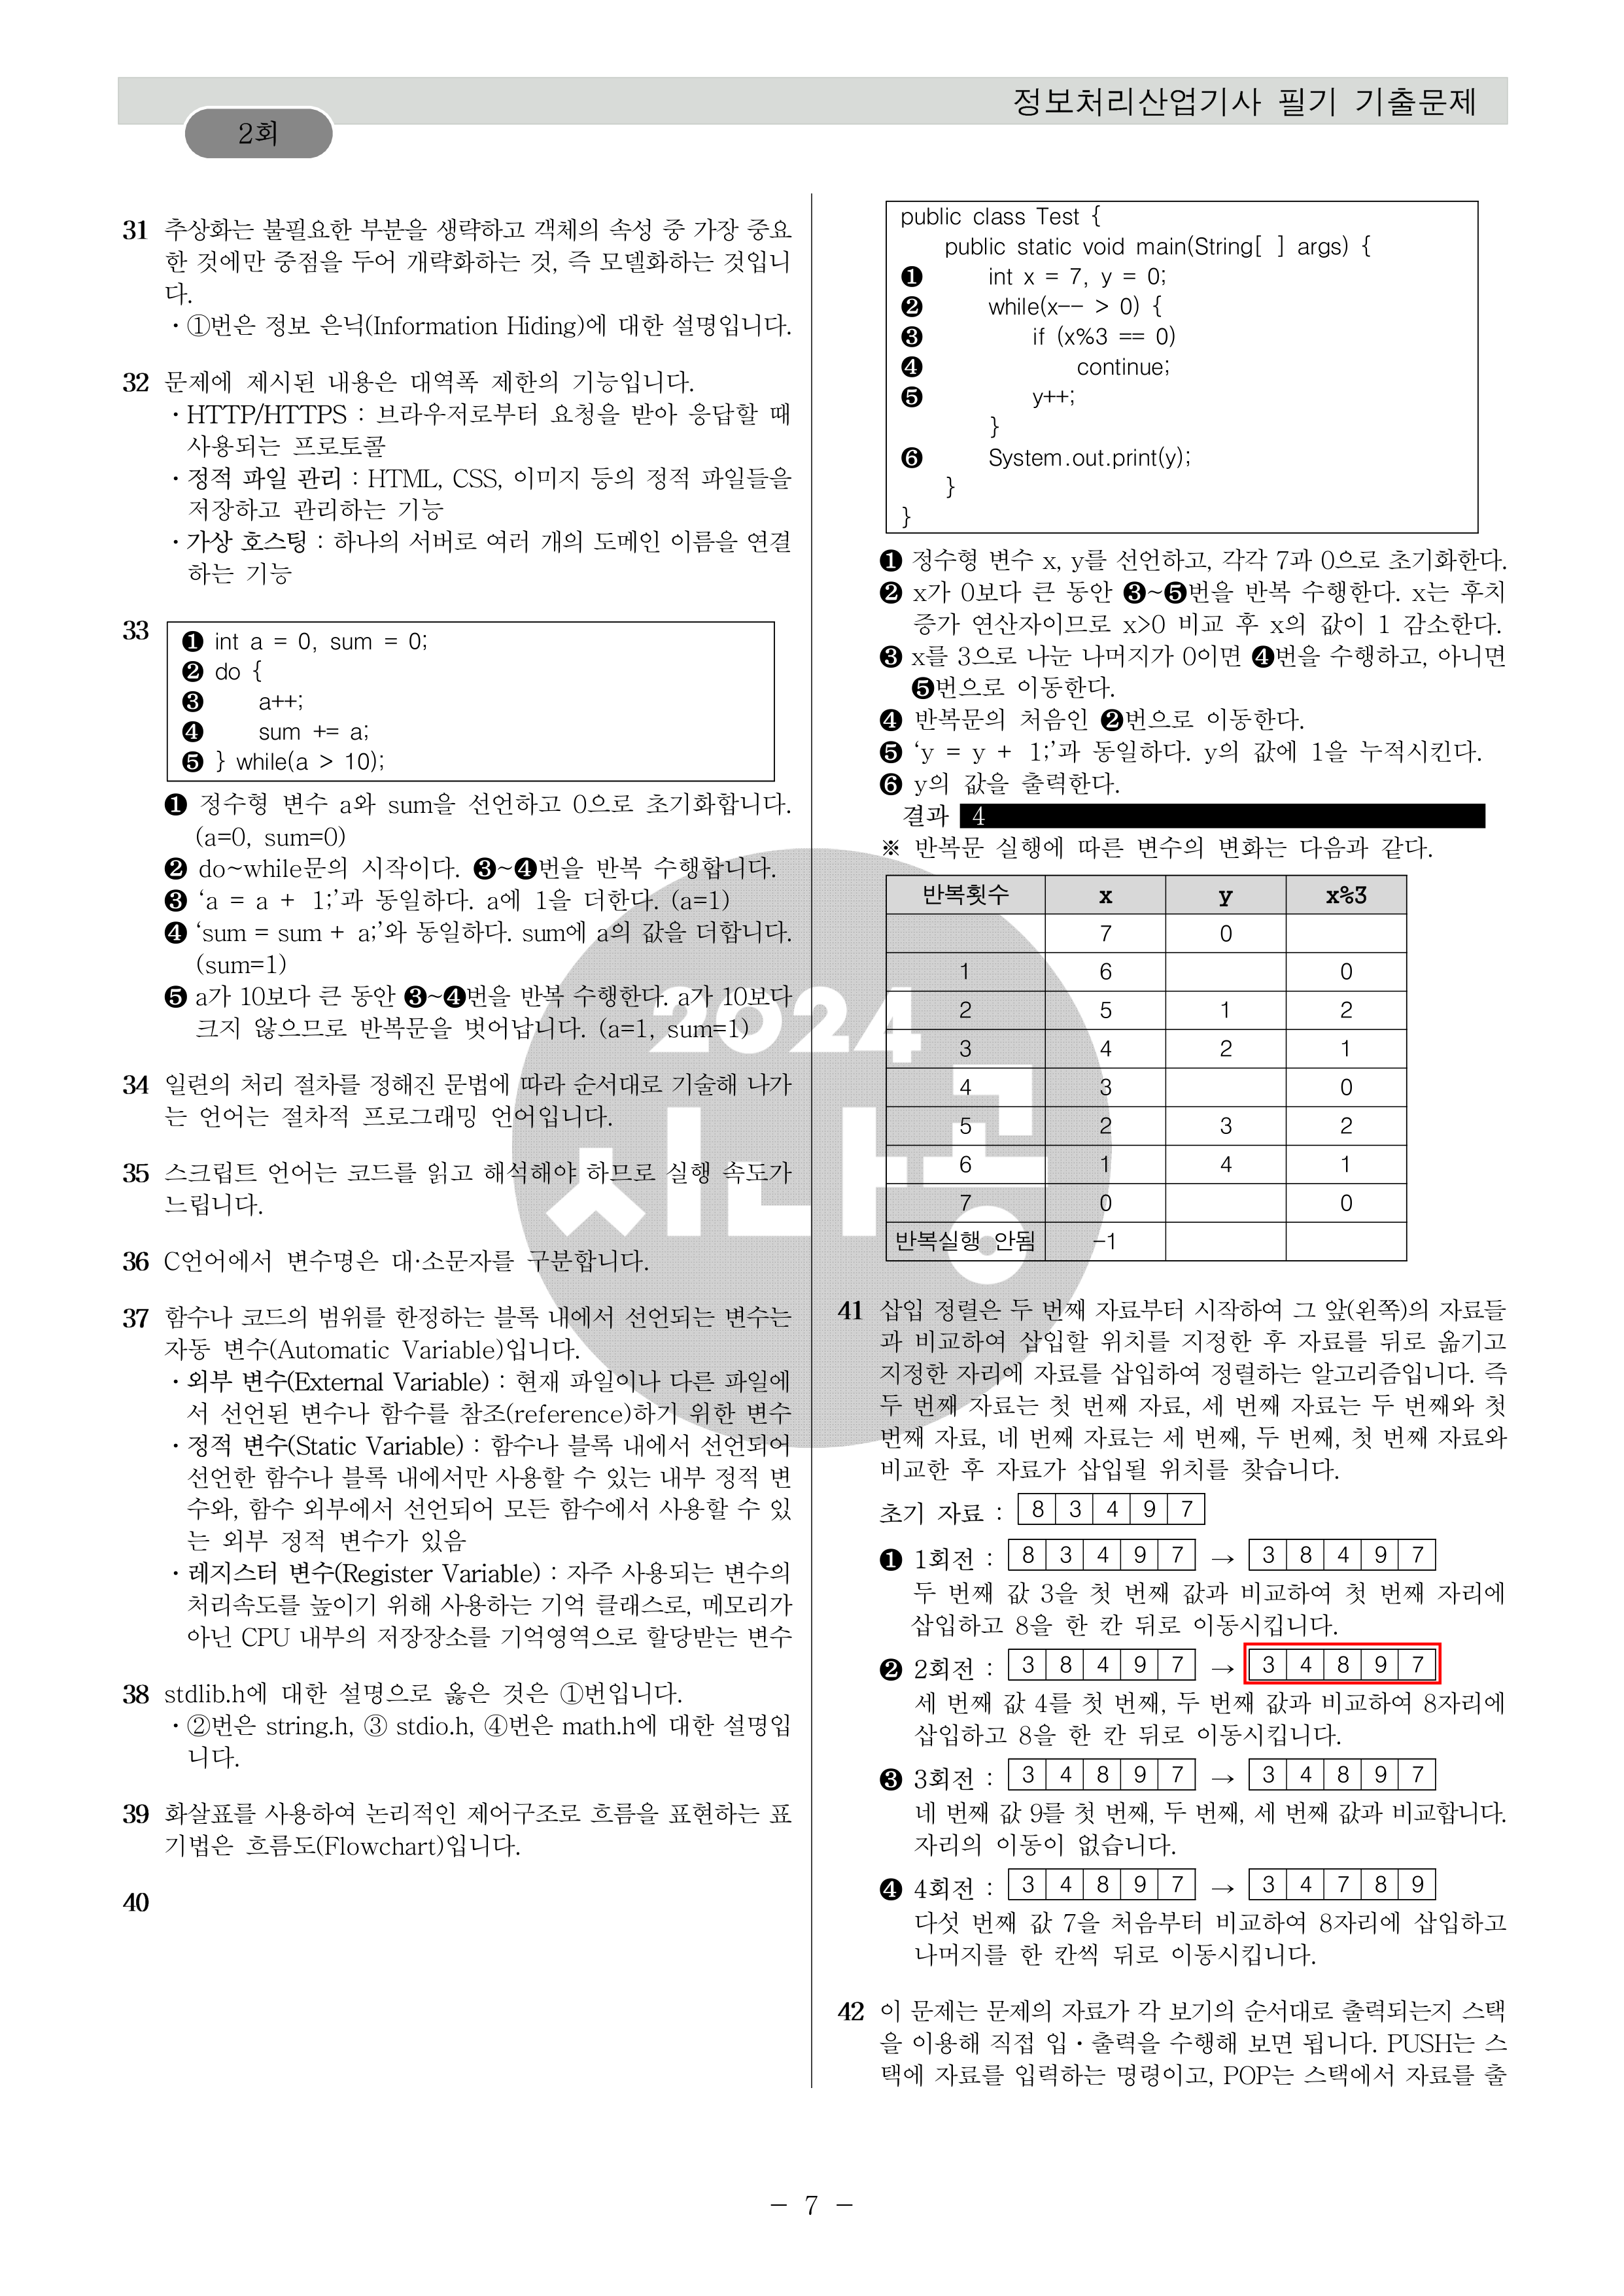 정보처리산업기사 필기 기출문제
2회
31 추상화는 불필요한 부분을 생략하고 객체의 속성 중 가장 중요
한 것에만 중점을 두어 개략화하는 것, 즉 모델화하는 것입니
다.
· ①번은 정보 은닉(Information Hiding)에 대한 설명입니다.
32 문제에 제시된 내용은 대역폭 제한의 기능입니다.
· HTTP/HTTPS : 브라우저로부터 요청을 받아 응답할 때
사용되는 프로토콜
· 정적 파일 관리 : HTML, CSS, 이미지 등의 정적 파일들을
저장하고 관리하는 기능
· 가상 호스팅 : 하나의 서버로 여러 개의 도메인 이름을 연결
하는 기능
33
❶ int a = 0, sum = 0;
❷ do {
❸ a++;
❹ sum += a;
❺ } while(a > 10);
❶ 정수형 변수 a와 sum을 선언하고 0으로 초기화합니다.
(a=0, sum=0)
❷ do~while문의 시작이다. ❸~❹번을 반복 수행합니다.
❸ ‘a = a + 1;’과 동일하다. a에 1을 더한다. (a=1)
❹ ‘sum = sum + a;’와 동일하다. sum에 a의 값을 더합니다.
(sum=1)
❺ a가 10보다 큰 동안 ❸~❹번을 반복 수행한다. a가 10보다
크지 않으므로 반복문을 벗어납니다. (a=1, sum=1)
34 일련의 처리 절차를 정해진 문법에 따라 순서대로 기술해 나가
는 언어는 절차적 프로그래밍 언어입니다.
35 스크립트 언어는 코드를 읽고 해석해야 하므로 실행 속도가
느립니다.
36 C언어에서 변수명은 대·소문자를 구분합니다.
37 함수나 코드의 범위를 한정하는 블록 내에서 선언되는 변수는
자동 변수(Automatic Variable)입니다.
· 외부 변수(External Variable) : 현재 파일이나 다른 파일에
서 선언된 변수나 함수를 참조(reference)하기 위한 변수
· 정적 변수(Static Variable) : 함수나 블록 내에서 선언되어
선언한 함수나 블록 내에서만 사용할 수 있는 내부 정적 변
수와, 함수 외부에서 선언되어 모든 함수에서 사용할 수 있
는 외부 정적 변수가 있음
· 레지스터 변수(Register Variable) : 자주 사용되는 변수의
처리속도를 높이기 위해 사용하는 기억 클래스로, 메모리가
아닌 CPU 내부의 저장장소를 기억영역으로 할당받는 변수
38 stdlib.h에 대한 설명으로 옳은 것은 ①번입니다.
· ②번은 string.h, ③ stdio.h, ④번은 math.h에 대한 설명입
니다.
39 화살표를 사용하여 논리적인 제어구조로 흐름을 표현하는 표
기법은 흐름도(Flowchart)입니다.
40
public class Test {
public static void main(String[ ] args) {
❶ int x = 7, y = 0;
❷ while(x-- > 0) {
❸ if (x%3 == 0)
❹ continue;
❺ y++;
}
❻ System.out.print(y);
}
}
❶ 정수형 변수 x, y를 선언하고, 각각 7과 0으로 초기화한다.
❷ x가 0보다 큰 동안 ❸~❺번을 반복 수행한다. x는 후치
증가 연산자이므로 x>0 비교 후 x의 값이 1 감소한다.
❸ x를 3으로 나눈 나머지가 0이면 ❹번을 수행하고, 아니면
❺번으로 이동한다.
❹ 반복문의 처음인 ❷번으로 이동한다.
❺ ‘y = y + 1;’과 동일하다. y의 값에 1을 누적시킨다.
❻ y의 값을 출력한다.
결과 4
※ 반복문 실행에 따른 변수의 변화는 다음과 같다.
반복횟수 x y x%3
7 0
1 6 0
2 5 1 2
3 4 2 1
4 3 0
5 2 3 2
6 1 4 1
7 0 0
반복실행 안됨 -1
41 삽입 정렬은 두 번째 자료부터 시작하여 그 앞(왼쪽)의 자료들
과 비교하여 삽입할 위치를 지정한 후 자료를 뒤로 옮기고
지정한 자리에 자료를 삽입하여 정렬하는 알고리즘입니다. 즉
두 번째 자료는 첫 번째 자료, 세 번째 자료는 두 번째와 첫
번째 자료, 네 번째 자료는 세 번째, 두 번째, 첫 번째 자료와
비교한 후 자료가 삽입될 위치를 찾습니다.
초기 자료 : 8 3 4 9 7
❶ 1회전 : 8 3 4 9 7 → 3 8 4 9 7
두 번째 값 3을 첫 번째 값과 비교하여 첫 번째 자리에
삽입하고 8을 한 칸 뒤로 이동시킵니다.
❷ 2회전 : 3 8 4 9 7 → 3 4 8 9 7
세 번째 값 4를 첫 번째, 두 번째 값과 비교하여 8자리에
삽입하고 8을 한 칸 뒤로 이동시킵니다.
❸ 3회전 : 3 4 8 9 7 → 3 4 8 9 7
네 번째 값 9를 첫 번째, 두 번째, 세 번째 값과 비교합니다.
자리의 이동이 없습니다.
❹ 4회전 : 3 4 8 9 7 → 3 4 7 8 9
다섯 번째 값 7을 처음부터 비교하여 8자리에 삽입하고
나머지를 한 칸씩 뒤로 이동시킵니다.
42 이 문제는 문제의 자료가 각 보기의 순서대로 출력되는지 스택
을 이용해 직접 입·출력을 수행해 보면 됩니다. PUSH는 스
택에 자료를 입력하는 명령이고, POP는 스택에서 자료를 출
2024
시나공
- 7 -